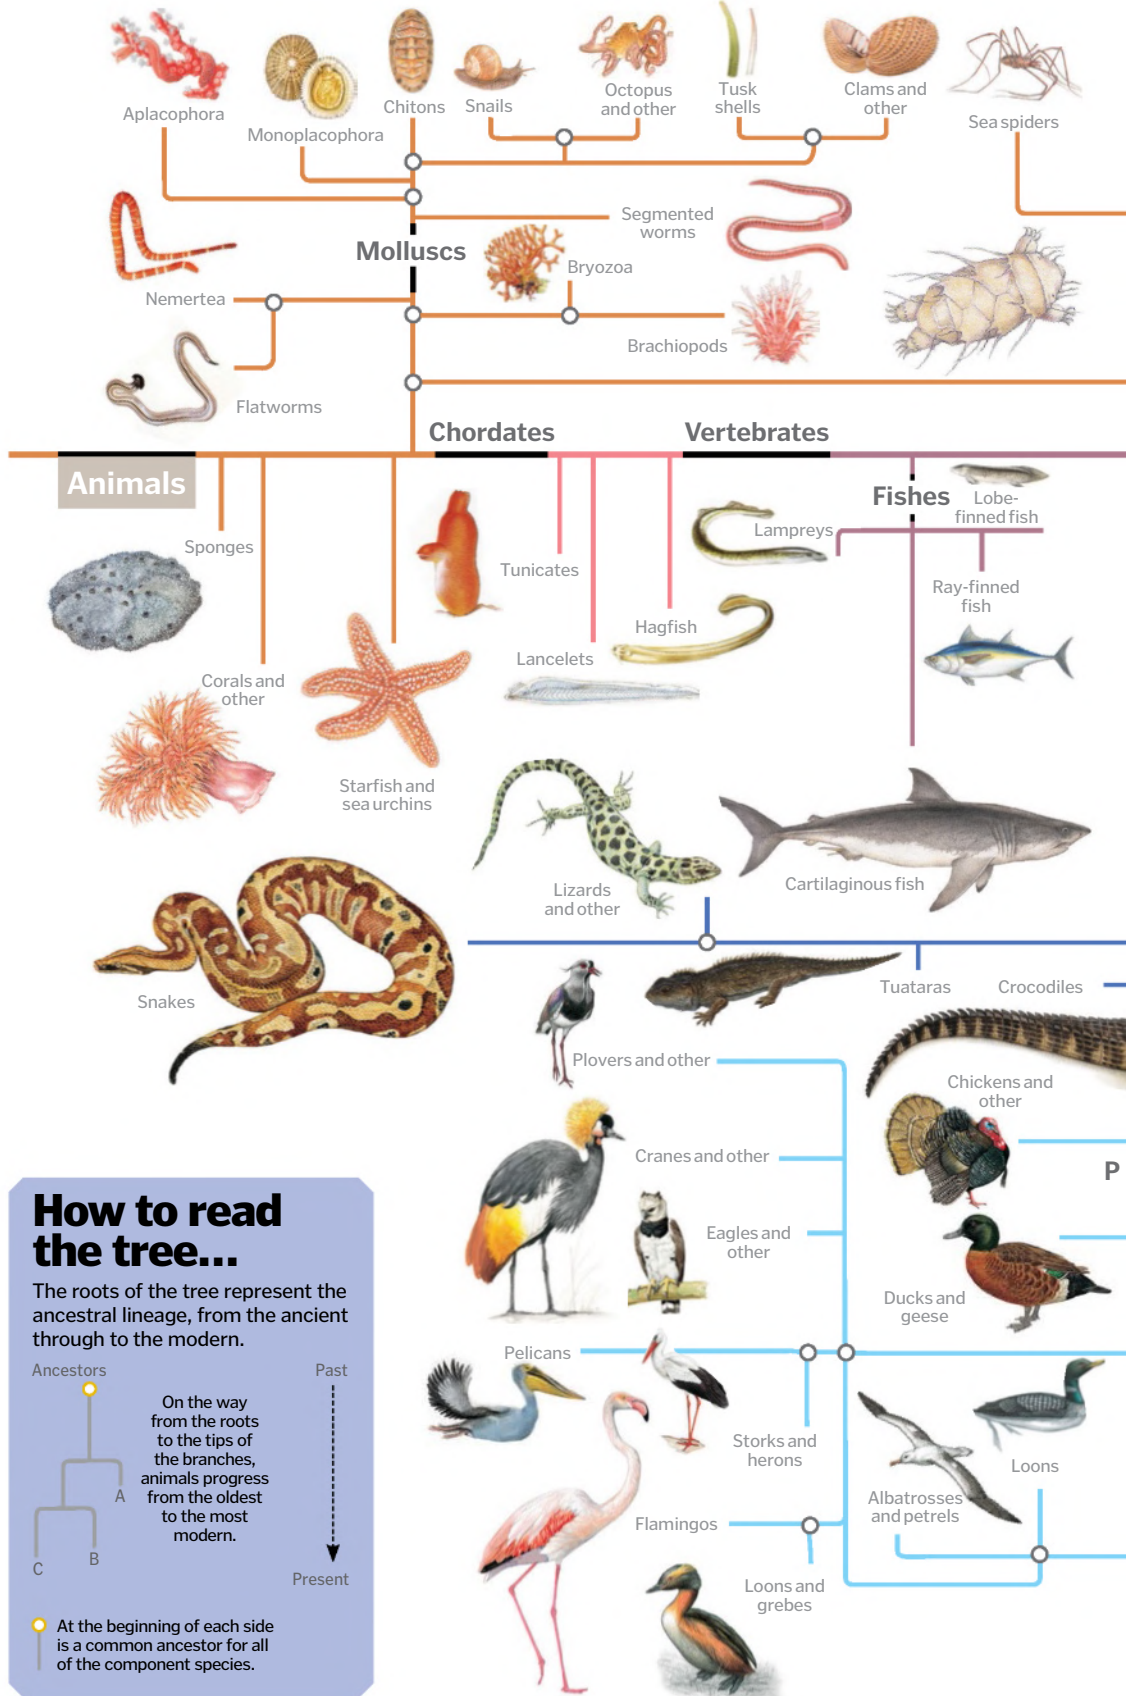 Aplacophora
Monoplacophora
Chitons
Snails
Octopus
and other
Tusk
shells
Clams and
other
Sea spiders
Segmented
worms
Molluscs
Bryozoa
Nemertea
Brachiopods
Flatworms
Chordates
Vertebrates
Animals
Fishes
Lobe-
finned fish
Sponges
Lampreys
Tunicates
Ray-finned
fish
Hagfish
Lancelets
Corals and
other
Starfish and
sea urchins
Lizards
and other
Cartilaginous fish
Snakes
Tuataras
Crocodiles
Plovers and other
Chickens and
other
Cranes and other
P
Eagles and
other
Ducks and
geese
Pelicans
Storks and
herons
Loons
Albatrosses
and petrels
Flamingos
Loons and
grebes
How to read
the tree...
The roots of the tree represent the
ancestral lineage, from the ancient
through to the modern.
Ancestors
Past
On the way
from the roots
to the tips of
the branches,
animals progress
from the oldest
to the most
modern.
A
B
C
Present
At the beginning of each side
is a common ancestor for all
of the component species.